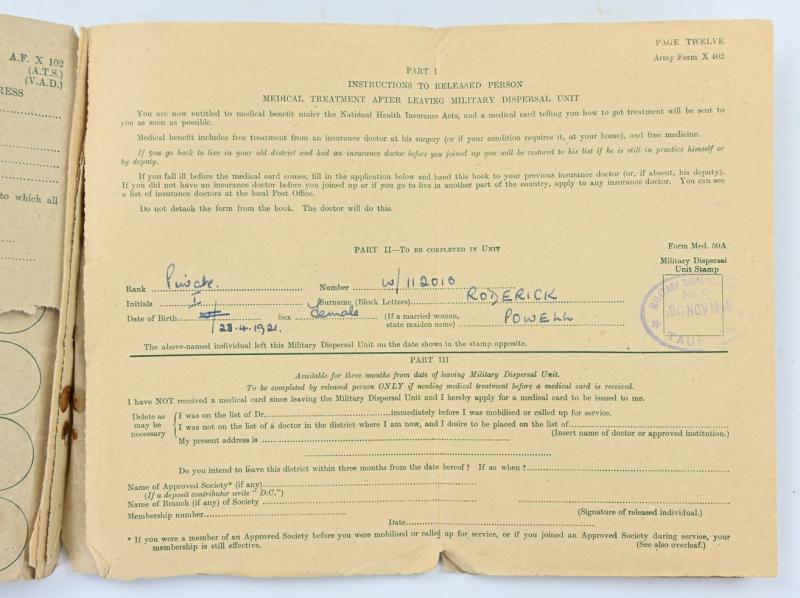 A.F. X 102
(A.T.S.)
(V.A.D.)
RESS
to which all
PAGE TWELVE
Army Form X 402
PART I
INSTRUCTIONS TO RELEASED PERSON
MEDICAL TREATMENT AFTER LEAVING MILITARY DISPERSAL UNIT
You are now entitled to medical benefit under the National Health Insurance Acts, and a medical card telling you how to get treatment will be sent to
you as soon as possible.
Medical benefit includes free treatment from an insurance doctor at his surgery (or if your condition requires it, at your home), and free medicine.
If you go back to live in your old district and had an insurance doctor before you joined up you will be restored to his list if he is still in practice himself or
by deputy.
If you fall ill before the medical card comes, fill in the application below and hand this book to your previous insurance doctor (or, if absent, his deputy).
If you did not have an insurance doctor before you joined up or if you go to live in another part of the country, apply to any insurance doctor. You can see
a list of insurance doctors at the local Post Office.
Do not detach the form from the book. The doctor will do this.
PART II—TO BE COMPLETED IN UNIT
Form Med. 50A
Military Dispersal
Unit Stamp
Rank Private Number W/112010
Initials I Surname (Block Letters) RODERICK
Date of Birth 28.4.1921. Sex Female (If a married woman, state maiden name) POWELL
MILITARY DISPERSAL
30 NOV
TAUN
The above-named individual left this Military Dispersal Unit on the date shown in the stamp opposite.
PART III
Available for three months from date of leaving Military Dispersal Unit.
To be completed by released person ONLY if needing medical treatment before a medical card is received.
I have NOT received a medical card since leaving the Military Dispersal Unit and I hereby apply for a medical card to be issued to me.
Delete as may be necessary
I was on the list of Dr. immediately before I was mobilised or called up for service.
I was not on the list of a doctor in the district where I am now, and I desire to be placed on the list of
(Insert name of doctor or approved institution.)
My present address is
Do you intend to leave this district within three months from the date hereof? If so when?
Name of Approved Society* (if any)
(If a deposit contributor write "D.C.")
Name of Branch (if any) of Society
Membership number
(Signature of released individual.)
Date
* If you were a member of an Approved Society before you were mobilised or called up for service, or if you joined an Approved Society during service, your
membership is still effective.
(See also overleaf.)